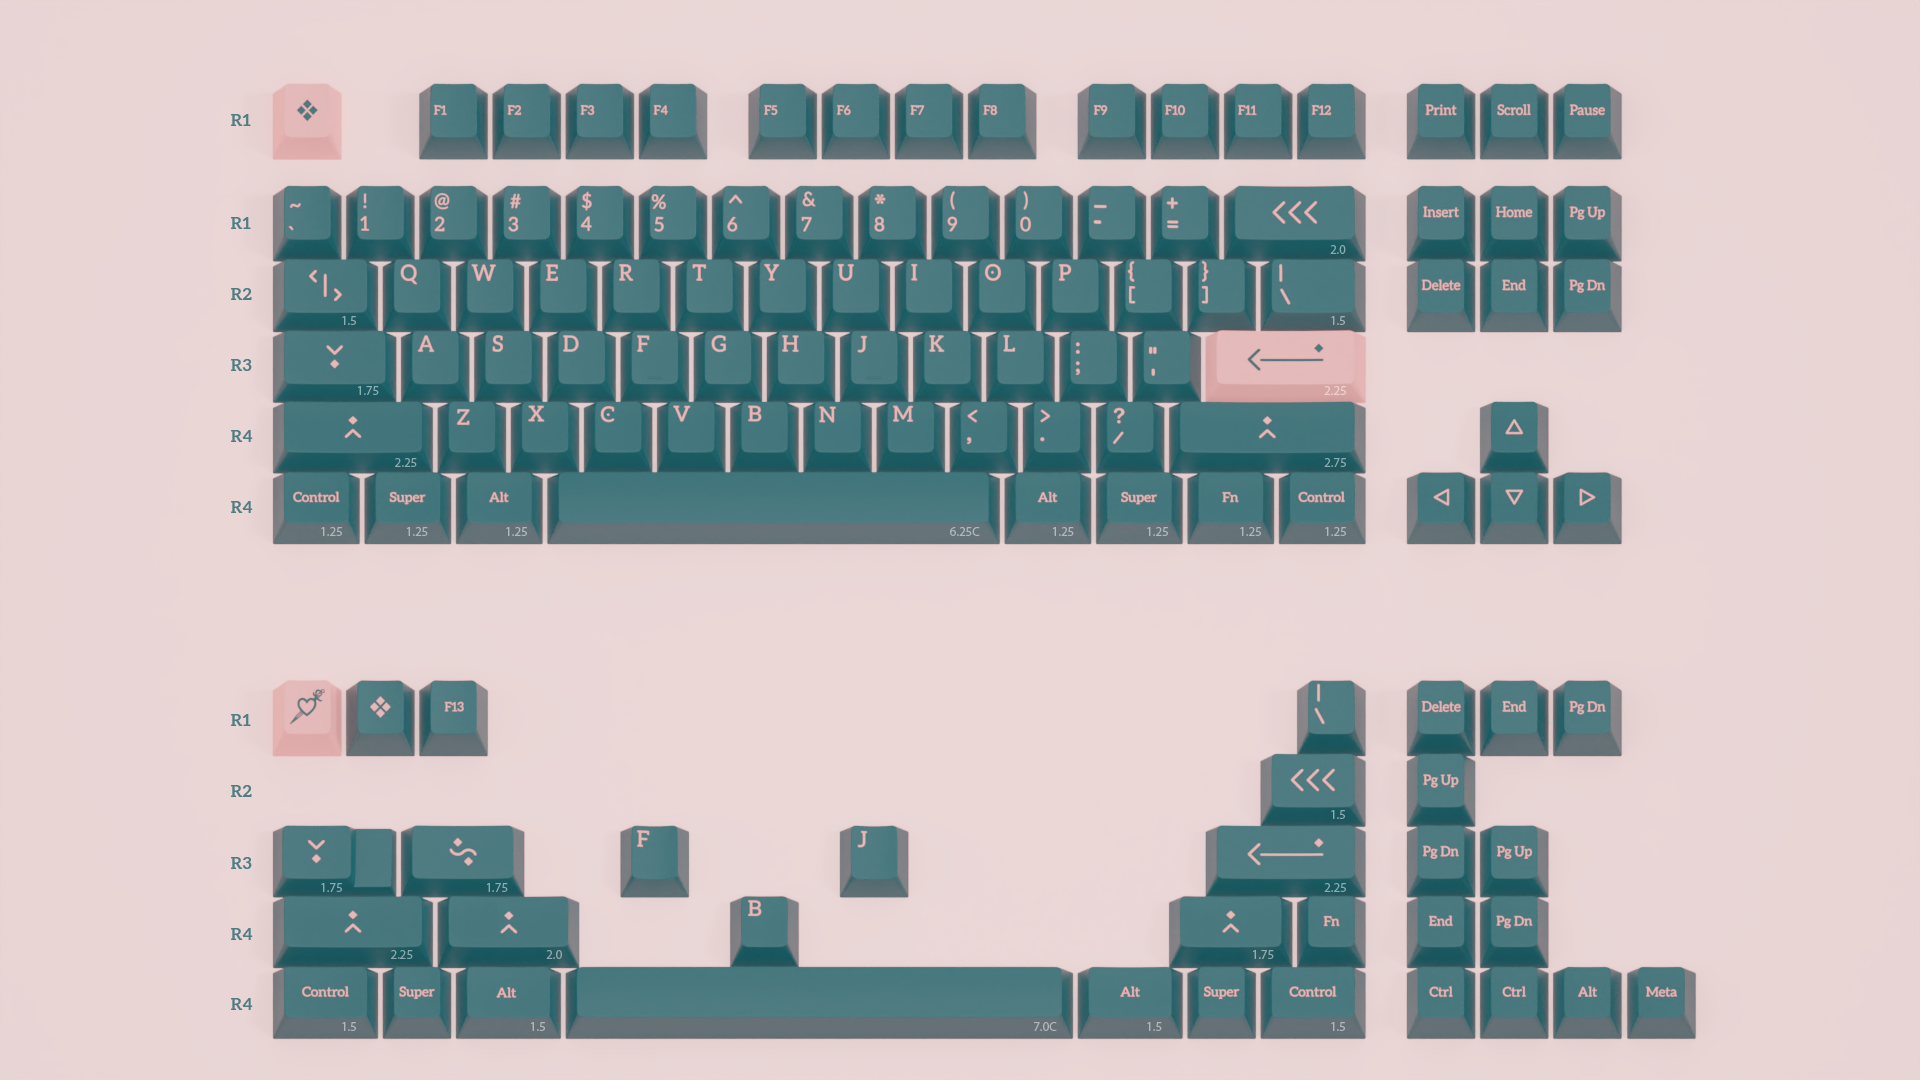 R1 F1 F2 F3 F4 F5 F6 F7 F8 F9 F10 F11 F12 Print Scroll Pause
~ ! @ # $ % ^ & * ( ) _ +
R1 ` 1 2 3 4 5 6 7 8 9 0 - = Insert Home Pg Up
2.0
R2 Q W E R T Y U I O P { } | Delete End Pg Dn
[ ] \
1.5 1.5
R3 A S D F G H J K L : "
; '
1.75 2.25
R4 Z X C V B N M < > ?
, . /
2.25 2.75
R4 Control Super Alt Alt Super Fn Control
1.25 1.25 1.25 6.25C 1.25 1.25 1.25 1.25
R1 F13 | Delete End Pg Dn
\
R2 Pg Up
1.5
R3 F J Pg Dn Pg Up
1.75 1.75 2.25
R4 B Fn End Pg Dn
2.25 2.0 1.75
R4 Control Super Alt Alt Super Control Ctrl Ctrl Alt Meta
1.5 1.5 7.0C 1.5 1.5